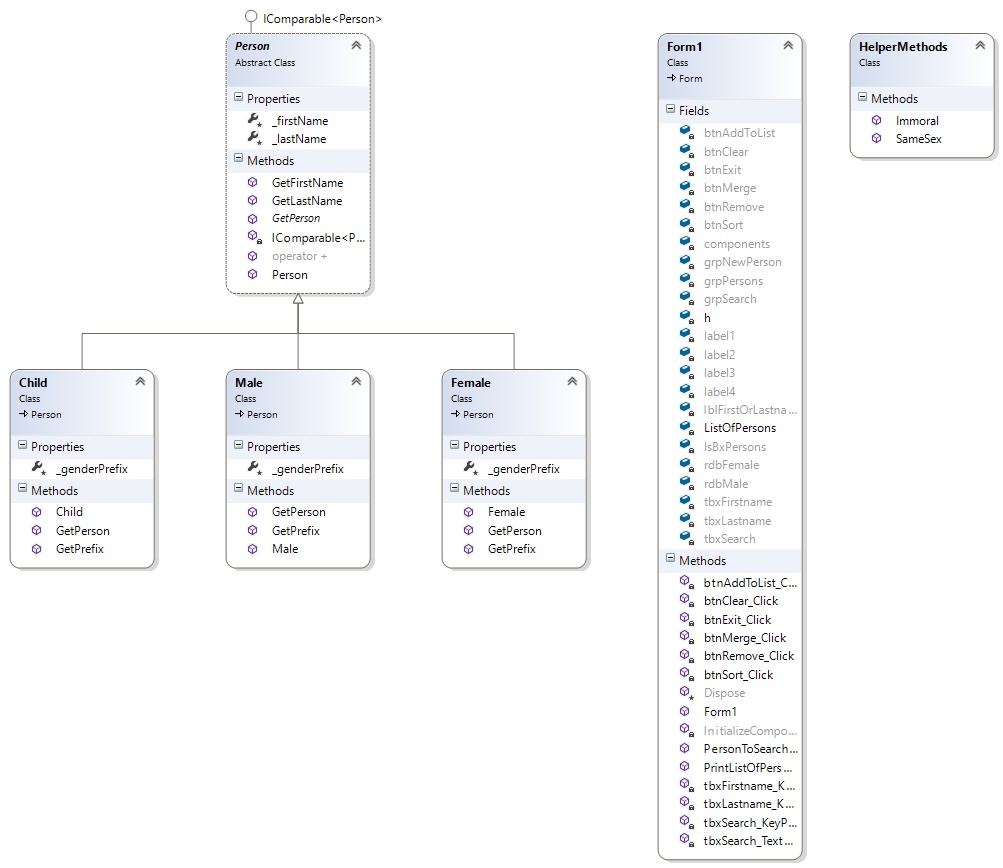 IComparable<Person>
Person
Abstract Class
Properties
_firstName
_lastName
Methods
GetFirstName
GetLastName
GetPerson
IComparable<P...
operator +
Person
Child
Class
Person
Properties
_genderPrefix
Methods
Child
GetPerson
GetPrefix
Male
Class
Person
Properties
_genderPrefix
Methods
GetPerson
GetPrefix
Male
Female
Class
Person
Properties
_genderPrefix
Methods
Female
GetPerson
GetPrefix
Form1
Class
Form
Fields
btnAddToList
btnClear
btnExit
btnMerge
btnRemove
btnSort
components
grpNewPerson
grpPersons
grpSearch
h
label1
label2
label3
label4
lblFirstOrLastna...
ListOfPersons
lsBxPersons
rdbFemale
rdbMale
tbxFirstname
tbxLastname
tbxSearch
Methods
btnAddToList_C...
btnClear_Click
btnExit_Click
btnMerge_Click
btnRemove_Click
btnSort_Click
Dispose
Form1
InitializeCompo...
PersonToSearch...
PrintListOfPers...
tbxFirstname_K...
tbxLastname_K...
tbxSearch_KeyP...
tbxSearch_Text...
HelperMethods
Class
Methods
Immoral
SameSex